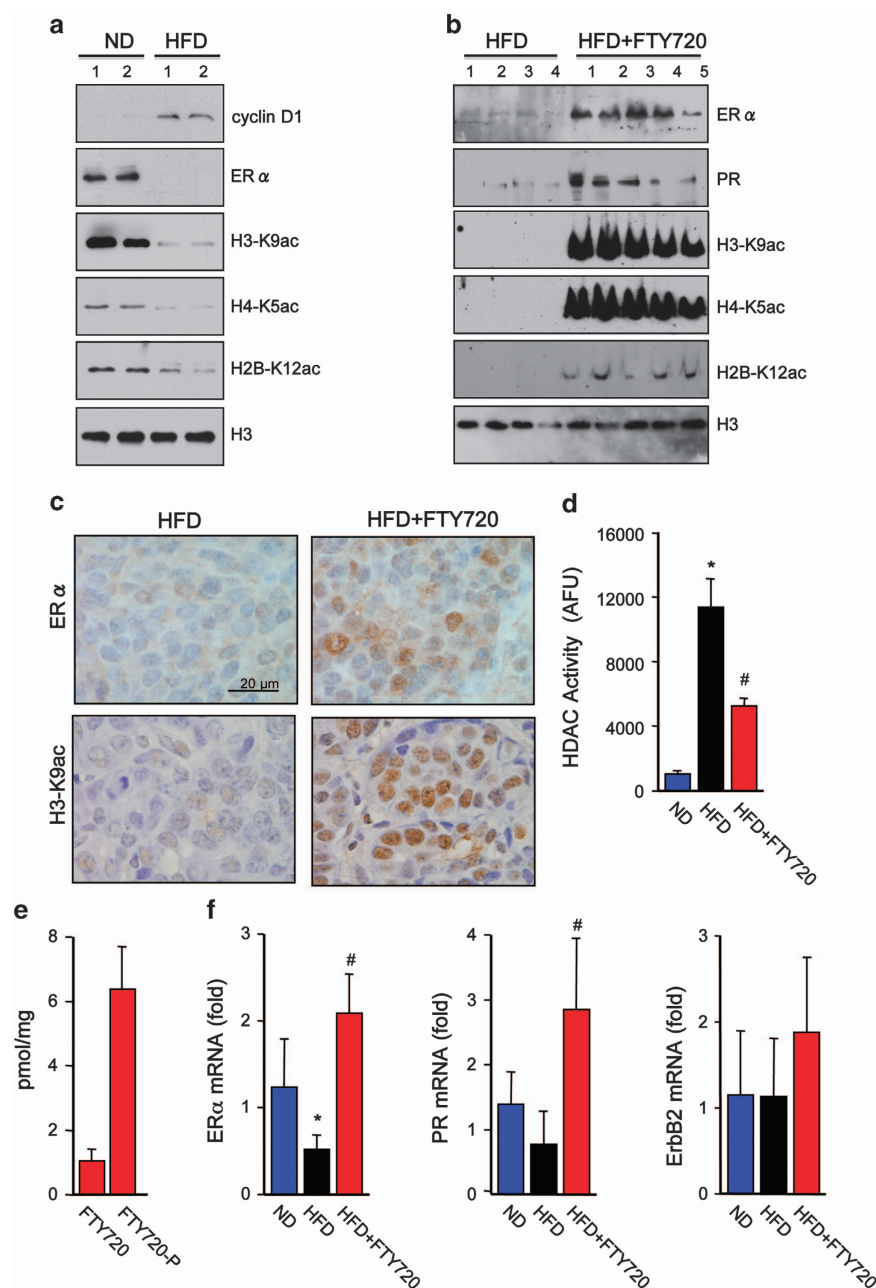 a
ND HFD
1 2 1 2
cyclin D1
ER α
H3-K9ac
H4-K5ac
H2B-K12ac
H3
b
HFD HFD+FTY720
1 2 3 4 1 2 3 4 5
ER α
PR
H3-K9ac
H4-K5ac
H2B-K12ac
H3
c
HFD HFD+FTY720
ER α
20 µm
H3-K9ac
d
16000
12000
8000
4000
0
HDAC Activity (AFU)
*
#
ND HFD HFD+FTY720
e
8
6
4
2
0
pmol/mg
FTY720 FTY720-P
f
3
2
1
0
ERα mRNA (fold)
*
#
ND HFD HFD+FTY720
4
3
2
1
0
PR mRNA (fold)
#
ND HFD HFD+FTY720
3
2
1
0
ErbB2 mRNA (fold)
ND HFD HFD+FTY720